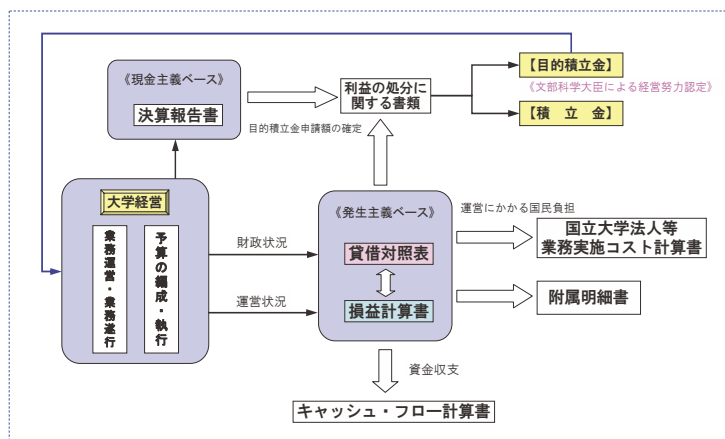 《現金主義ベース》
決算報告書
利益の処分に
関する書類
目的積立金申請額の確定
【目的積立金】
《文部科学大臣による経営努力認定》
【積　立　金】
大学経営
業務運営・業務遂行
予算の編成・執行
財政状況
運営状況
《発生主義ベース》
貸借対照表
損益計算書
運営にかかる国民負担
国立大学法人等
業務実施コスト計算書
附属明細書
資金収支
キャッシュ・フロー計算書